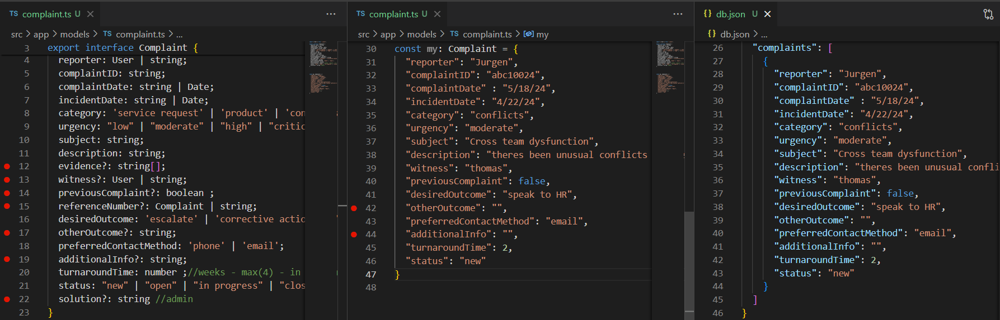 TS complaint.ts U
src > app > models > TS complaint.ts > ...
3 export interface Complaint {
4 reporter: User | string;
5 complaintID: string;
6 complaintDate: string | Date;
7 incidentDate: string | Date;
8 category: 'service request' | 'product' | 'con
9 urgency: "low" | "moderate" | "high" | "critic
10 subject: string;
11 description: string;
12 evidence?: string[];
13 witness?: User | string;
14 previousComplaint?: boolean ;
15 referenceNumber?: Complaint | string;
16 desiredOutcome: 'escalate' | 'corrective actio
17 otherOutcome?: string;
18 preferredContactMethod: 'phone' | 'email';
19 additionalInfo?: string;
20 turnaroundTime: number ;//weeks - max(4) - in
21 status: "new" | "open" | "in progress" | "clos
22 solution?: string //admin
23 }
TS complaint.ts U
src > app > models > TS complaint.ts > my
30 const my: Complaint = {
31 "reporter": "Jurgen",
32 "complaintID": "abc10024",
33 "complaintDate" : "5/18/24",
34 "incidentDate": "4/22/24",
35 "category": "conflicts",
36 "urgency": "moderate",
37 "subject": "Cross team dysfunction",
38 "description": "theres been unusual conflicts
39 "witness": "thomas",
40 "previousComplaint": false,
41 "desiredOutcome": "speak to HR",
42 "otherOutcome": "",
43 "preferredContactMethod": "email",
44 "additionalInfo": "",
45 "turnaroundTime": 2,
46 "status": "new"
47 }
48
{} db.json U
{} db.json > ...
26 "complaints": [
27 {
28 "reporter": "Jurgen",
29 "complaintID": "abc10024",
30 "complaintDate" : "5/18/24",
31 "incidentDate": "4/22/24",
32 "category": "conflicts",
33 "urgency": "moderate",
34 "subject": "Cross team dysfunction",
35 "description": "theres been unusual confli
36 "witness": "thomas",
37 "previousComplaint": false,
38 "desiredOutcome": "speak to HR",
39 "otherOutcome": "",
40 "preferredContactMethod": "email",
41 "additionalInfo": "",
42 "turnaroundTime": 2,
43 "status": "new"
44 }
45 ]
46 }